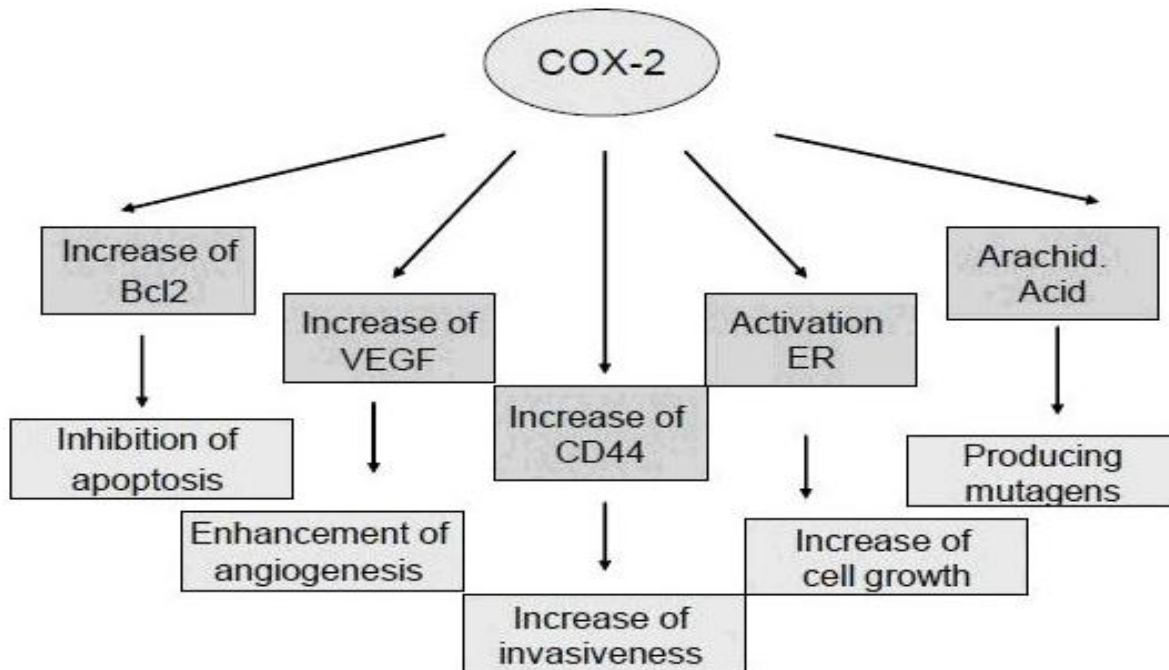 COX-2
Increase of
Bcl2
Increase of
VEGF
Increase of
CD44
Activation
ER
Arachid.
Acid
Inhibition of
apoptosis
Enhancement of
angiogenesis
Increase of
invasiveness
Increase of
cell growth
Producing
mutagens